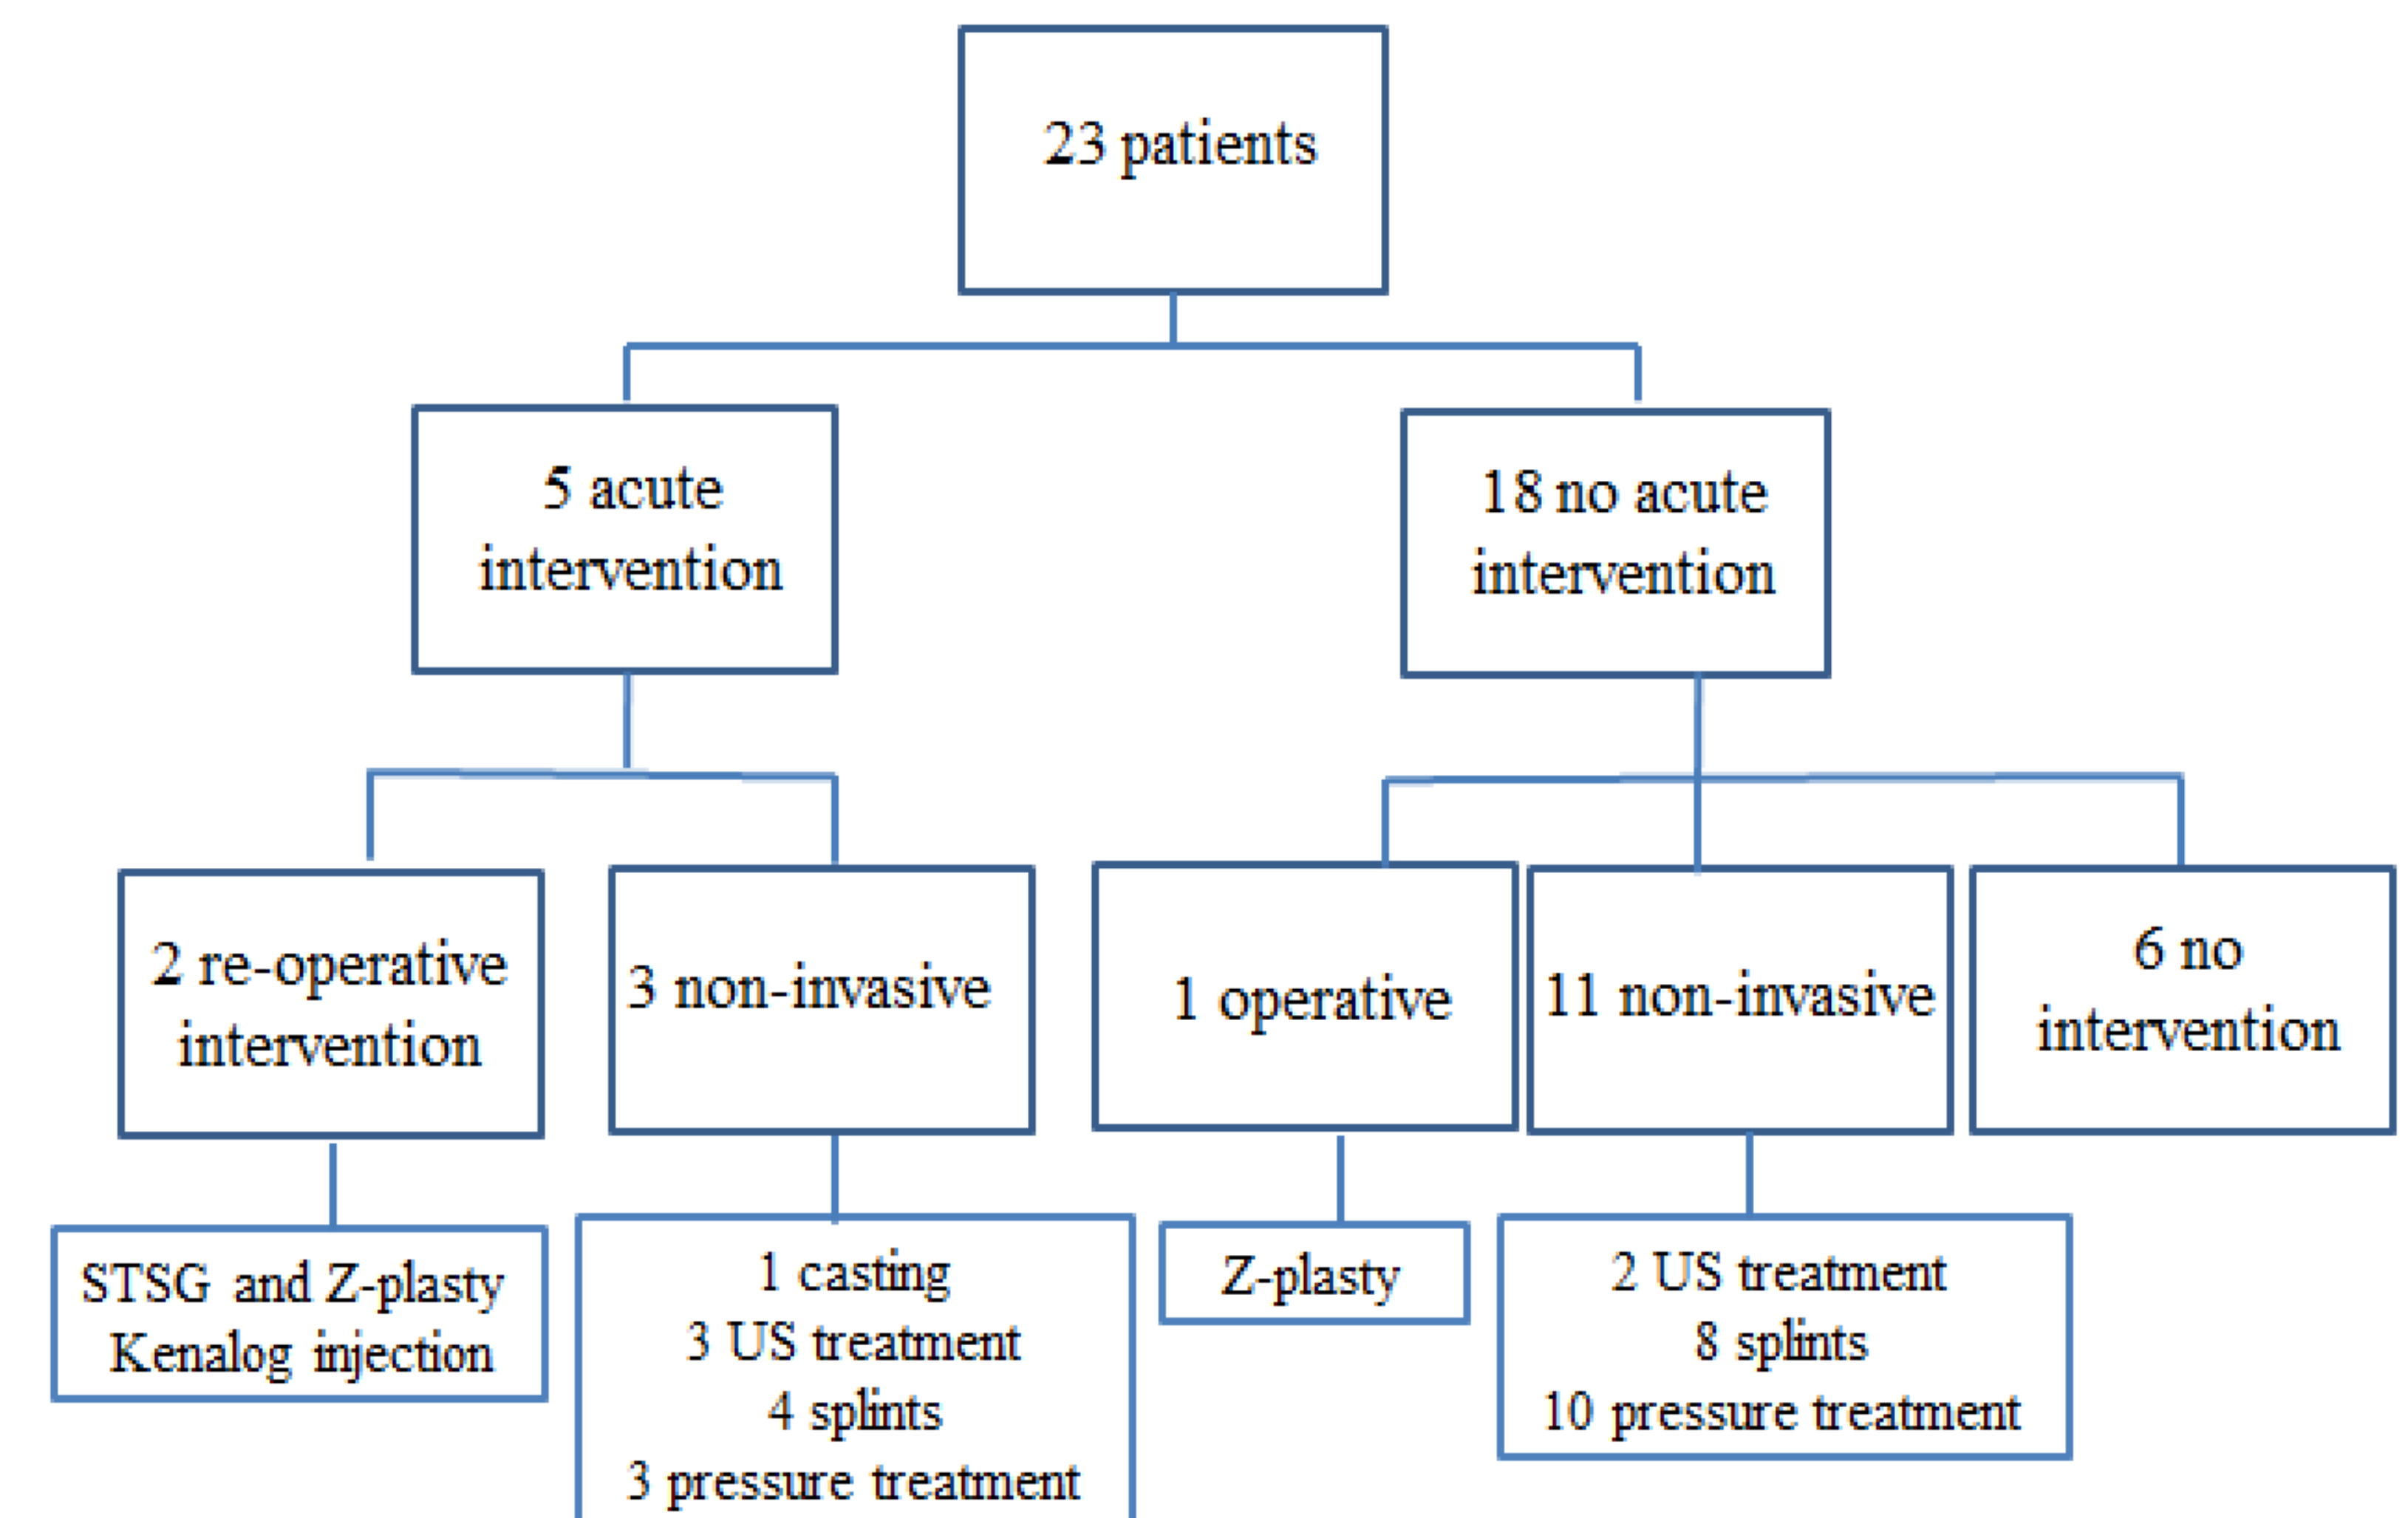 23 patients
5 acute
intervention
18 no acute
intervention
2 re-operative
intervention
3 non-invasive
1 operative
11 non-invasive
6 no
intervention
STSG and Z-plasty
Kenalog injection
1 casting
3 US treatment
4 splints
3 pressure treatment
Z-plasty
2 US treatment
8 splints
10 pressure treatment